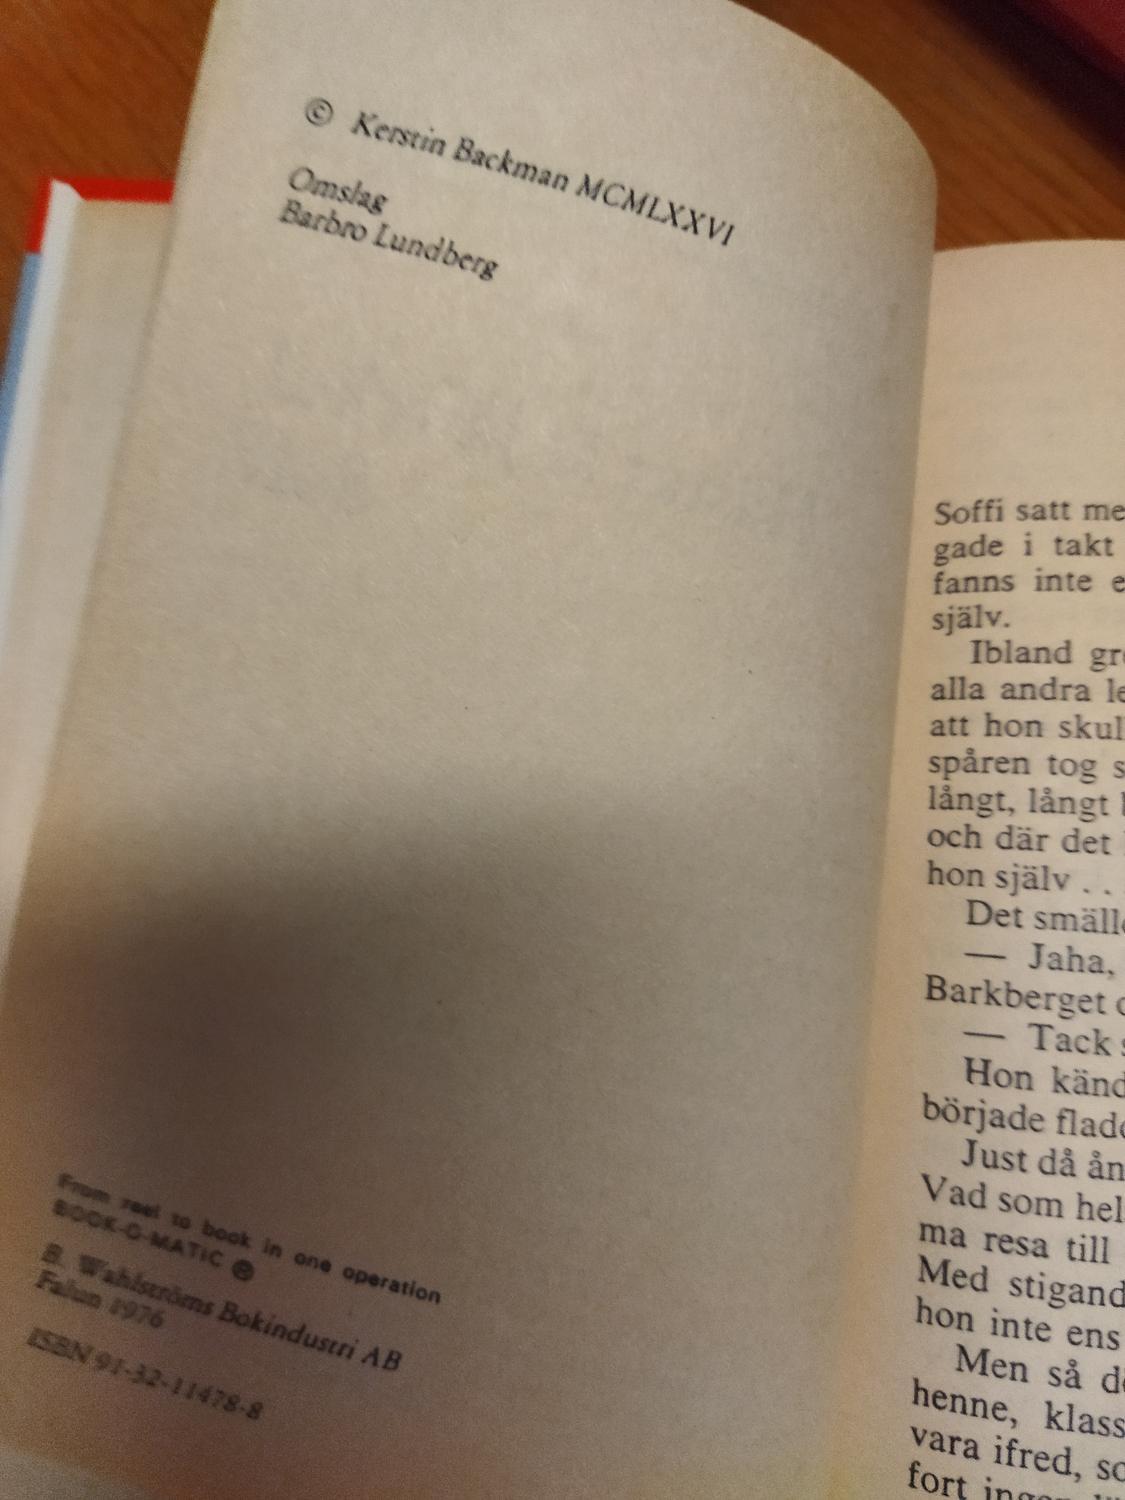 © Kerstin Backman MCMLXXVI
Omslag
Barbro Lundberg
From reel to book in one operation
BOOK-O-MATIC ®
B. Wahlströms Bokindustri AB
Falun 1976
ISBN 91-32-11478-8
Soffi satt me
gade i takt
fanns inte e
själv.
Ibland gr
alla andra le
att hon skul
spåren tog s
långt, långt
och där det
hon själv . .
Det smäll
— Jaha,
Barkberget
— Tack s
Hon känd
började flad
Just då ån
Vad som hel
ma resa till
Med stigand
hon inte ens
Men så d
henne, klass
vara ifred, so
fort ingen